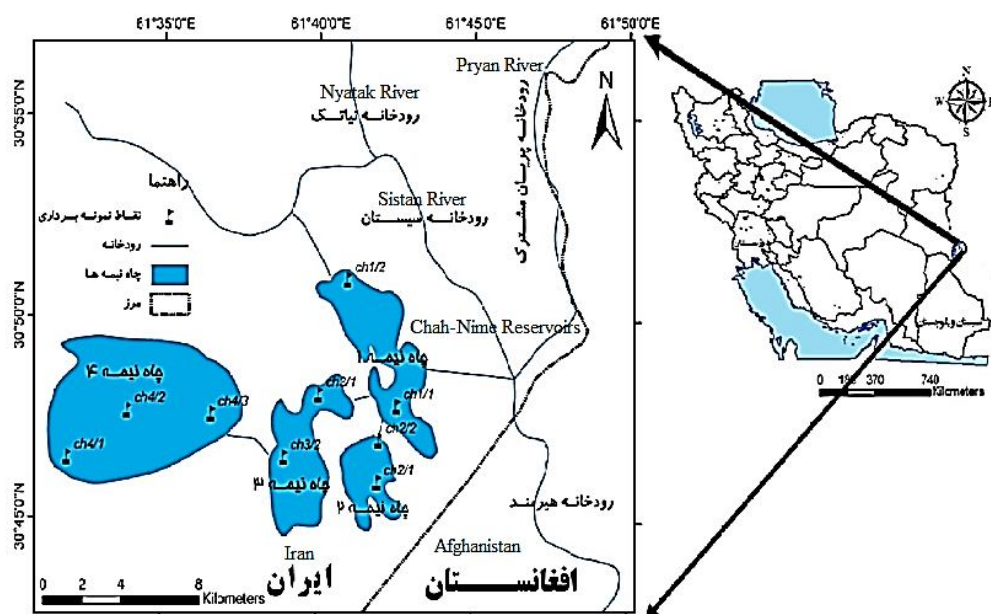 61°35'0"E
61°40'0"E
61°45'0"E
61°50'0"E
30°55'0"N
30°50'0"N
30°45'0"N
Pryan River
رودخانه پریان مشترک
N
Nyatak River
رودخانه نیاتک
Sistan River
رودخانه سیستان
راهنما
نقاط نمونه برداری
رودخانه
چاه نیمه ها
مرز
ch1/2
Chah-Nime Reservoirs
چاه نیمه ۱
چاه نیمه ۴
ch2/1
ch1/1
ch4/2
ch4/3
ch2/2
ch4/1
ch3/2
ch2/1
چاه نیمه ۳
چاه نیمه ۲
رودخانه هیرمند
Iran
ایران
Afghanistan
افغانستان
0 2 4 8
Kilometers
N
W
S
سیستان و بلوچستان
0
370 740
Kilometers